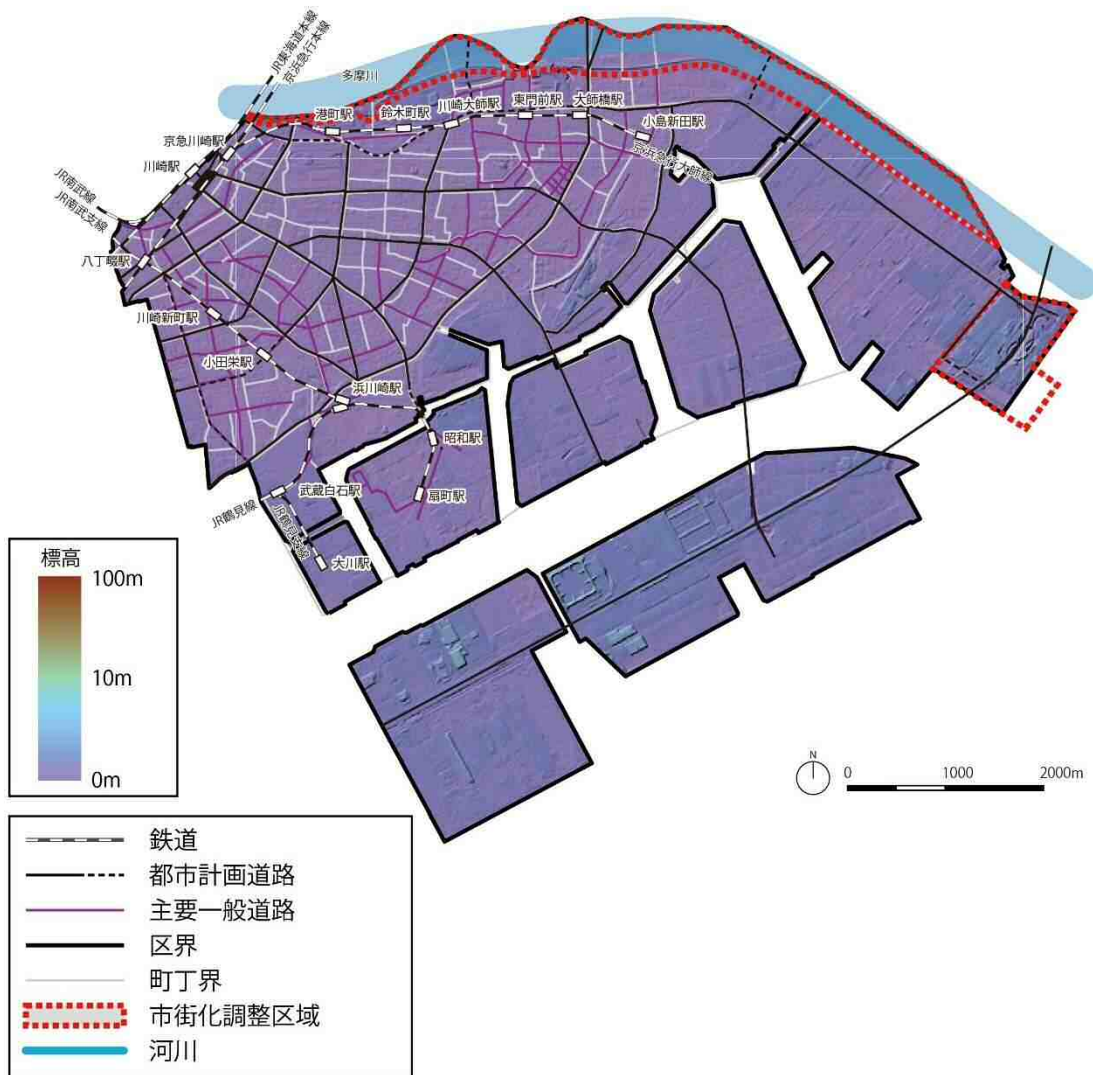 JR東海道本線
京浜急行本線
多摩川
港町駅
鈴木町駅
川崎大師駅
東門前駅
大師橋駅
小島新田駅
京浜急行大師線
京急川崎駅
川崎駅
JR南武線
JR南武支線
八丁畷駅
川崎新町駅
小田栄駅
浜川崎駅
昭和駅
扇町駅
武蔵白石駅
JR鶴見線
JR鶴見支線
大川駅
標高
100m
10m
0m
N
0 1000 2000m
鉄道
都市計画道路
主要一般道路
区界
町丁界
市街化調整区域
河川